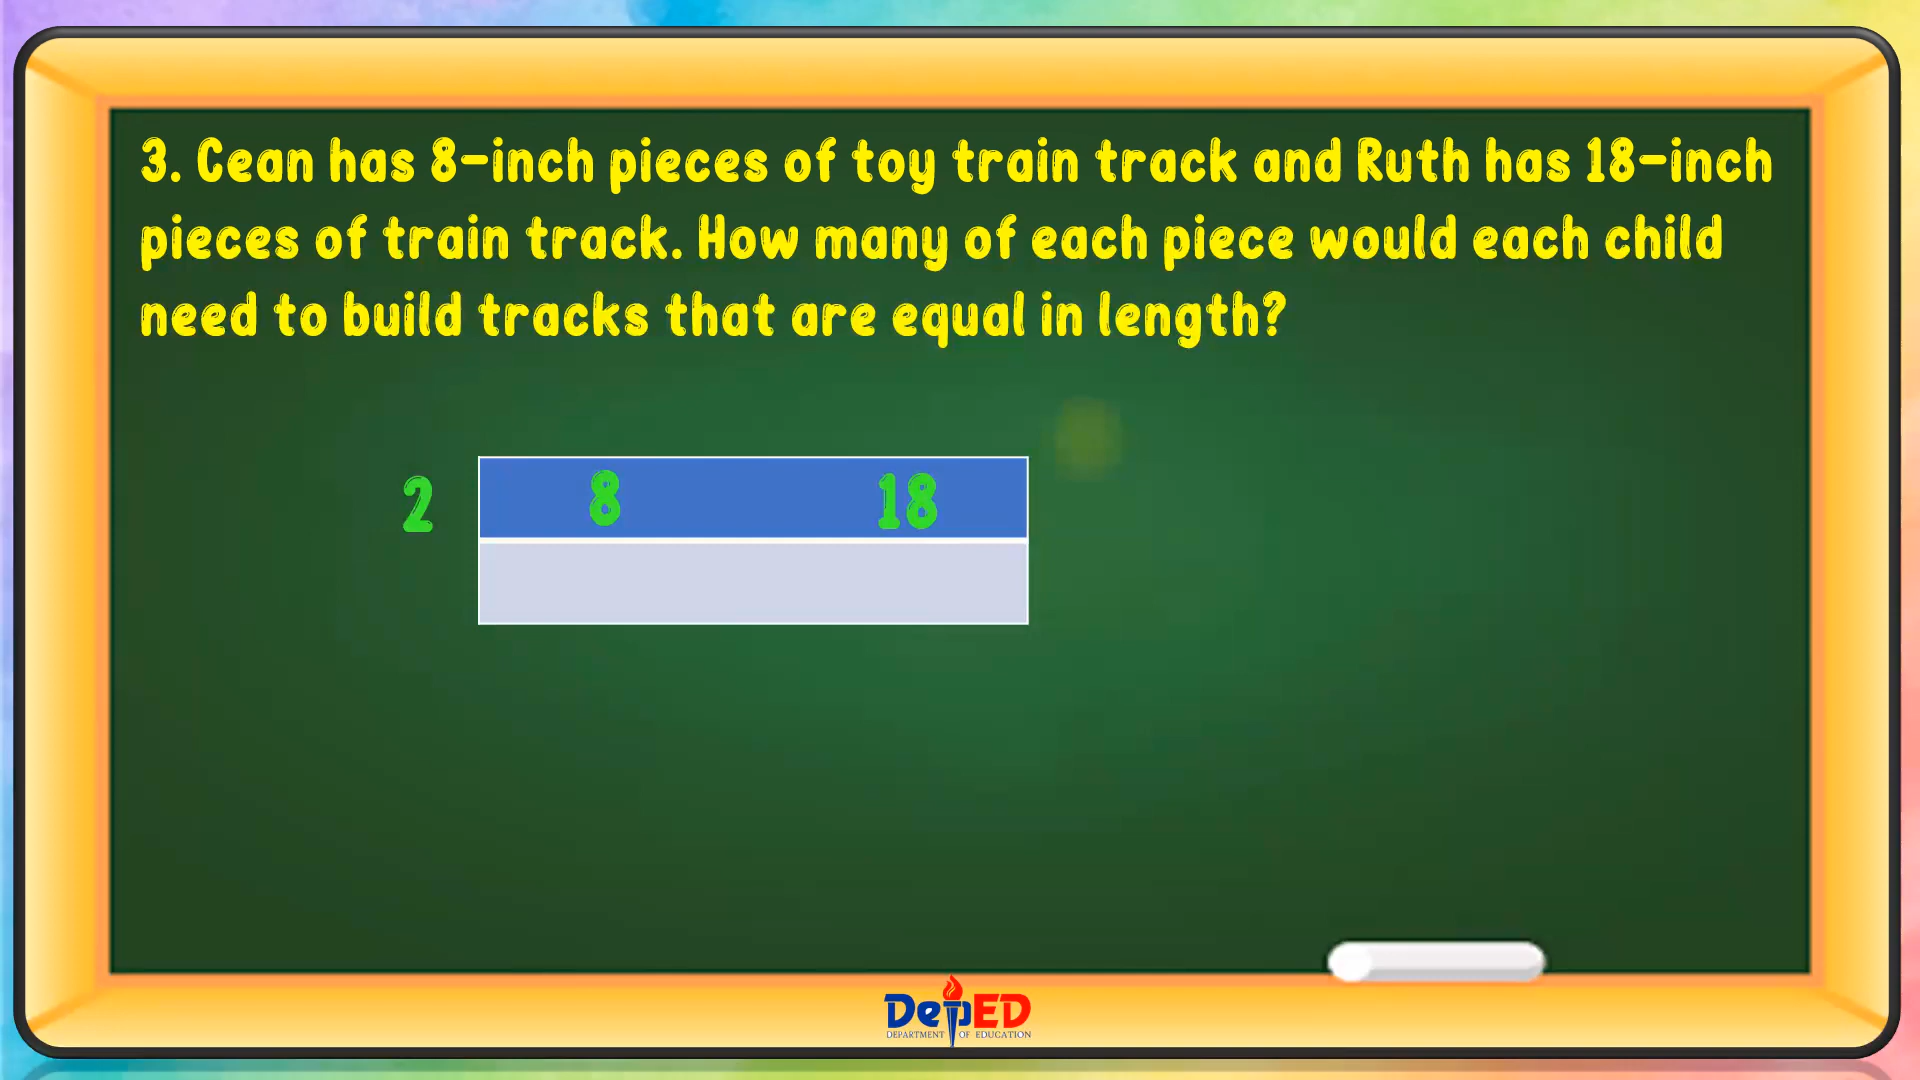 3. Cean has 8-inch pieces of toy train track and Ruth has 18-inch
pieces of train track. How many of each piece would each child
need to build tracks that are equal in length?
2 8 18
DepED
DEPARTMENT OF EDUCATION